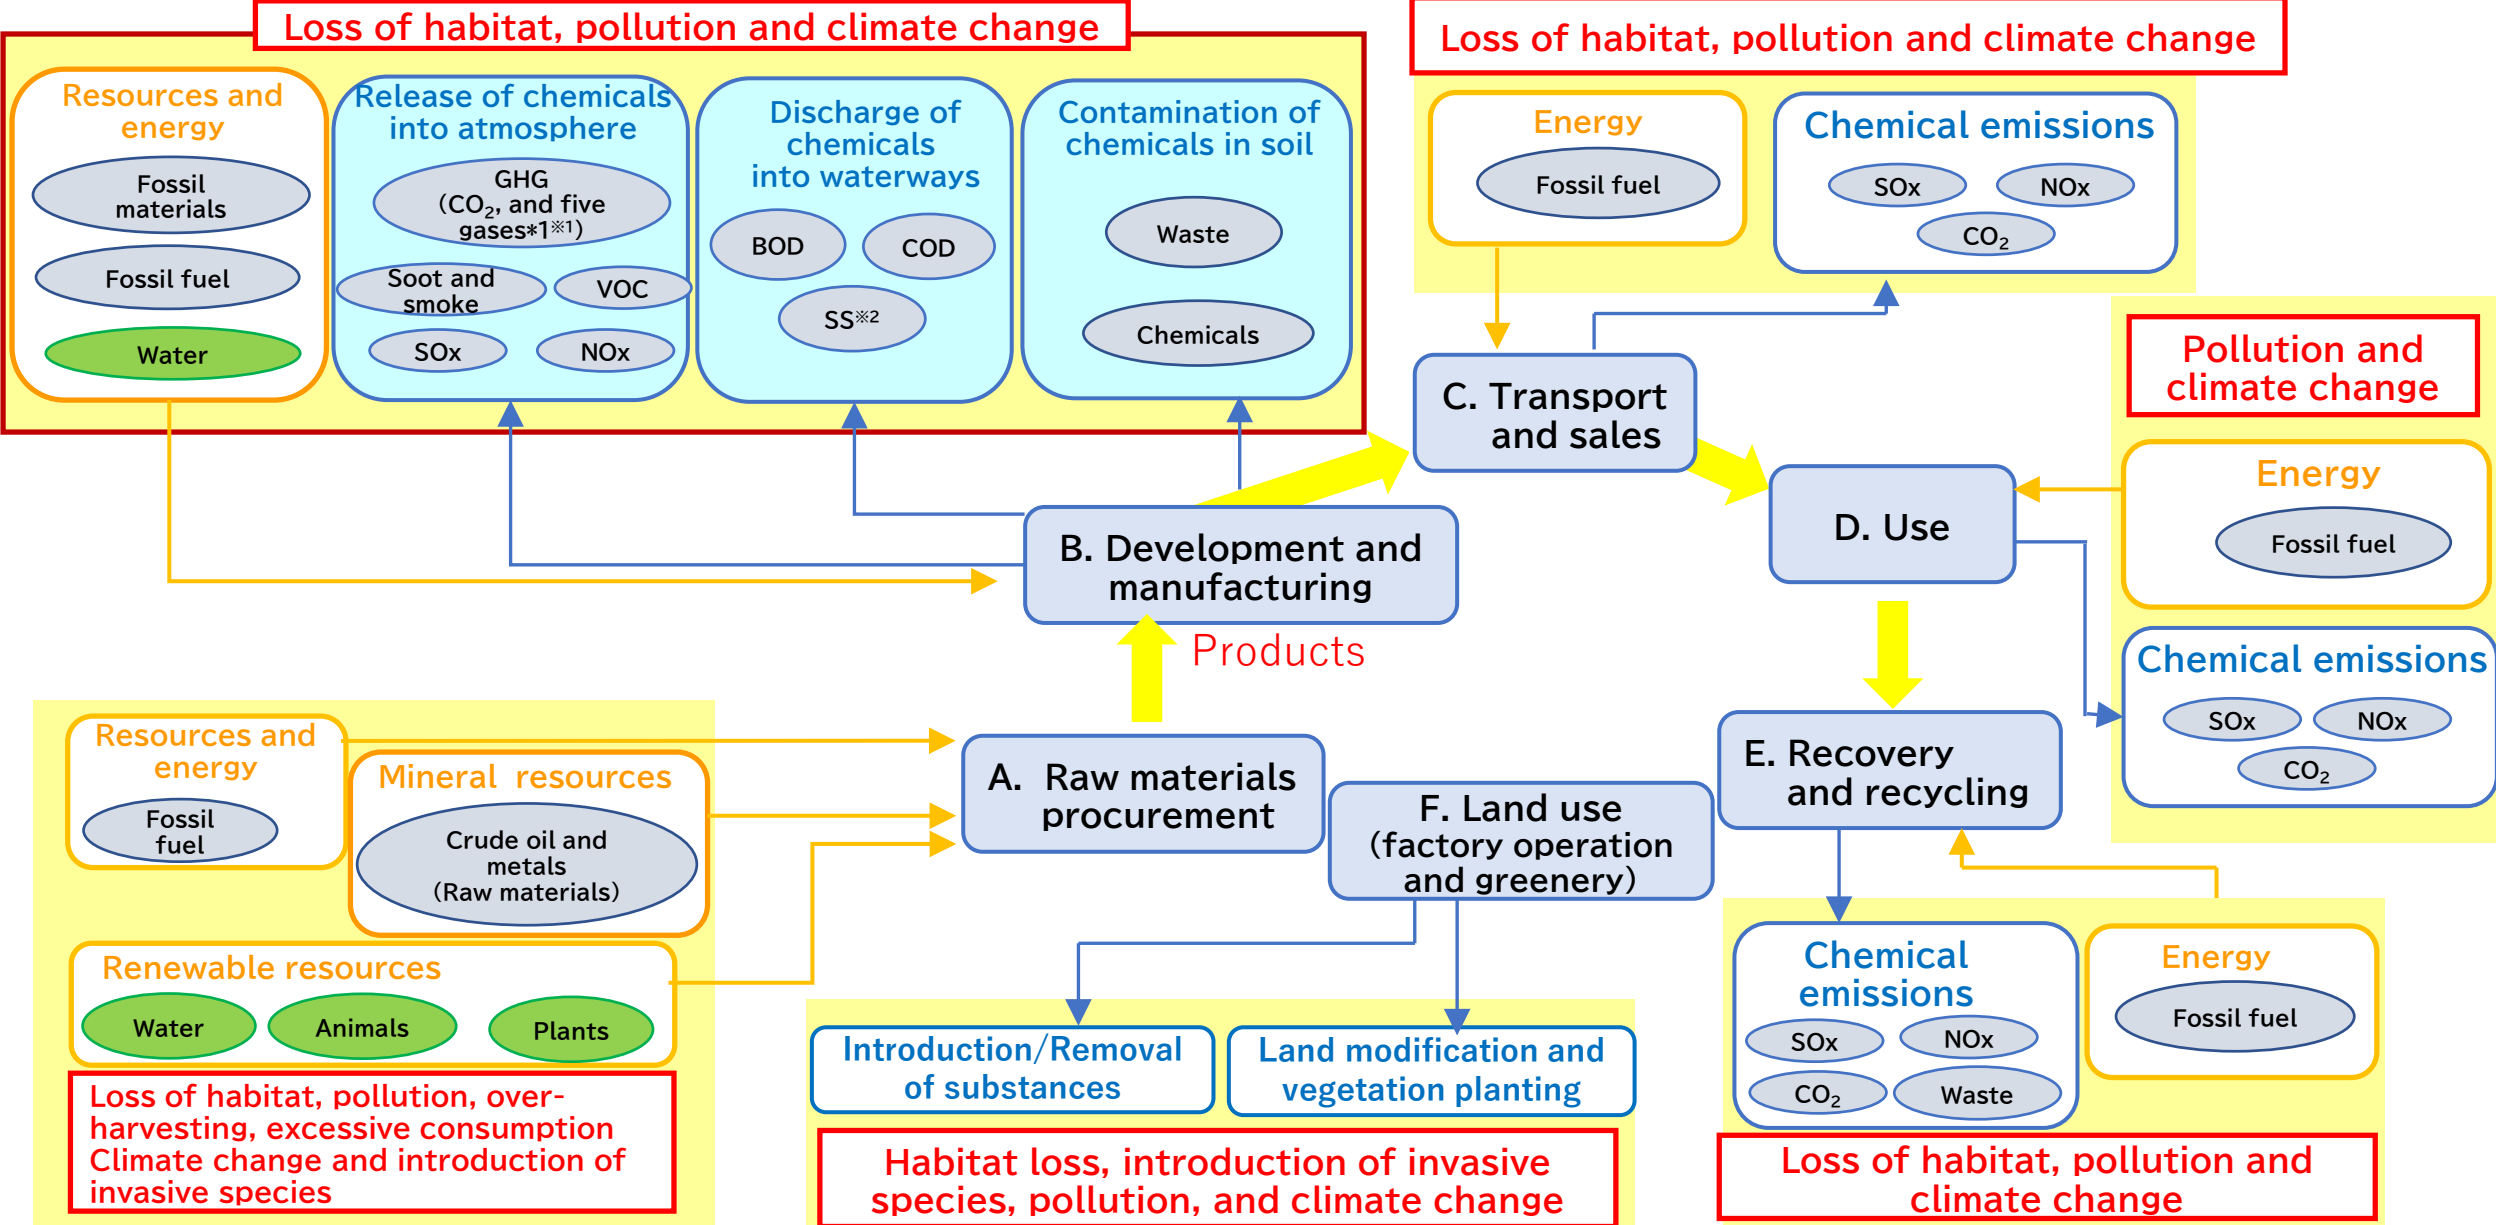 Loss of habitat, pollution and climate change
Resources and
energy
Fossil
materials
Fossil fuel
Water
Release of chemicals
into atmosphere
GHG
(CO₂, and five
gases*1※1)
Soot and
smoke
VOC
SOx
NOx
Discharge of
chemicals
into waterways
BOD
COD
SS※2
Contamination of
chemicals in soil
Waste
Chemicals
Loss of habitat, pollution and climate change
Energy
Fossil fuel
Chemical emissions
SOx
NOx
CO₂
C. Transport
and sales
Pollution and
climate change
Energy
Fossil fuel
Chemical emissions
SOx
NOx
CO₂
D. Use
B. Development and
manufacturing
Products
Resources and
energy
Fossil
fuel
Mineral resources
Crude oil and
metals
(Raw materials)
Renewable resources
Water
Animals
Plants
Loss of habitat, pollution, over-
harvesting, excessive consumption
Climate change and introduction of
invasive species
A. Raw materials
procurement
F. Land use
(factory operation
and greenery)
E. Recovery
and recycling
Introduction/Removal
of substances
Land modification and
vegetation planting
Habitat loss, introduction of invasive
species, pollution, and climate change
Chemical
emissions
SOx
NOx
CO₂
Waste
Energy
Fossil fuel
Loss of habitat, pollution and
climate change